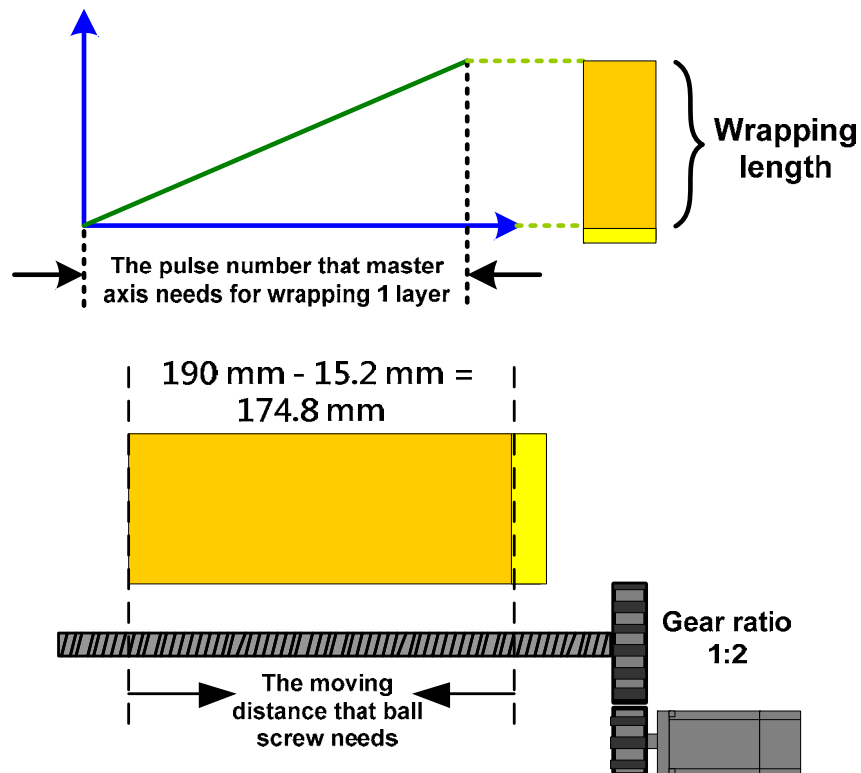 Wrapping
length
The pulse number that master
axis needs for wrapping 1 layer
190 mm - 15.2 mm =
174.8 mm
Gear ratio
1:2
The moving
distance that ball
screw needs